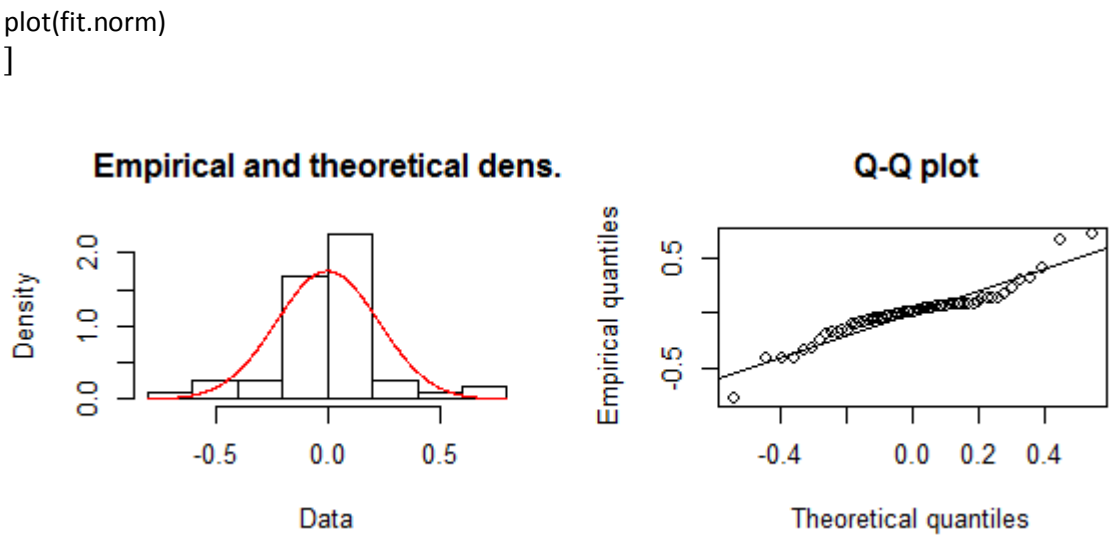 plot(fit.norm)
]
Empirical and theoretical dens.
Density
0.0 1.0 2.0
-0.5 0.0 0.5
Data
Q-Q plot
Empirical quantiles
-0.5 0.5
-0.4 0.0 0.2 0.4
Theoretical quantiles